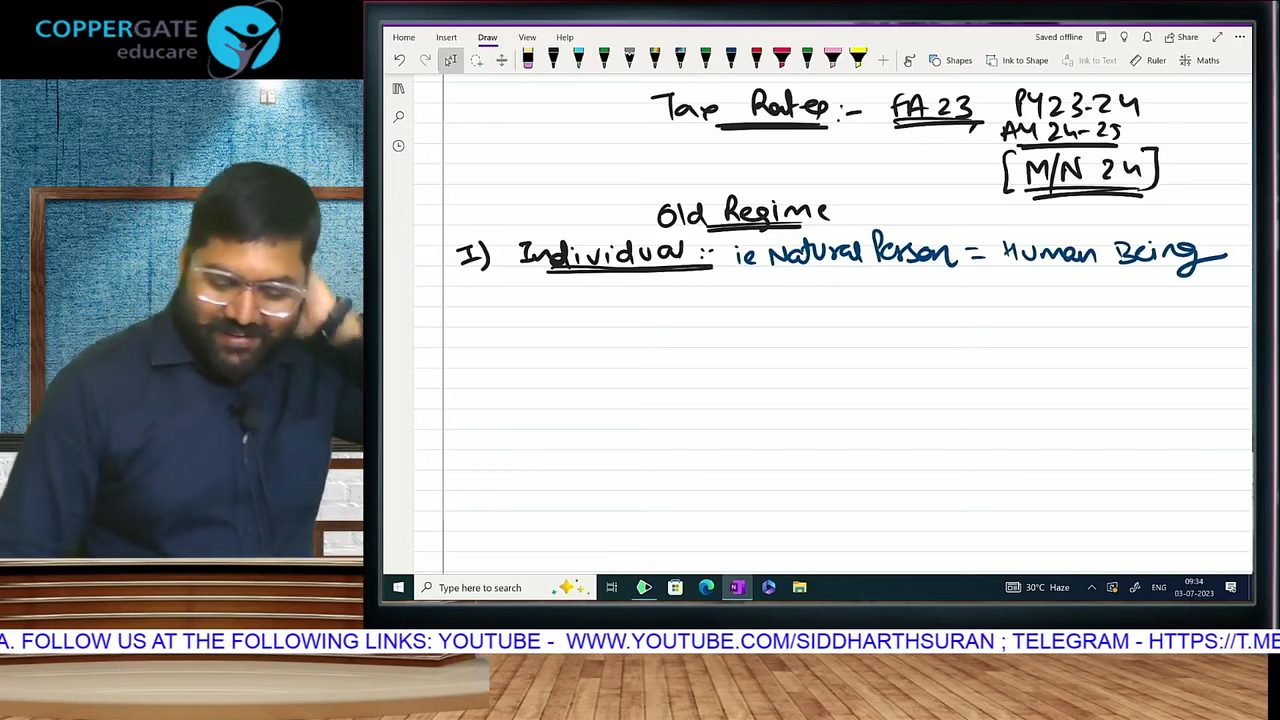 COPPERGATE
educare
Home Insert Draw View Help
Saved offline
Share
Shapes Ink to Shape Ink to Text Ruler Maths
Tax Rates :- FA 23 PY 23-24
AY 24-25
[M/N 24]
Old Regime
I) Individual :- ie Natural Person = Human Being
Type here to search
30°C Haze
ENG
09:34
03-07-2023
A. FOLLOW US AT THE FOLLOWING LINKS: YOUTUBE - WWW.YOUTUBE.COM/SIDDHARTHSURAN ; TELEGRAM - HTTPS://T.ME